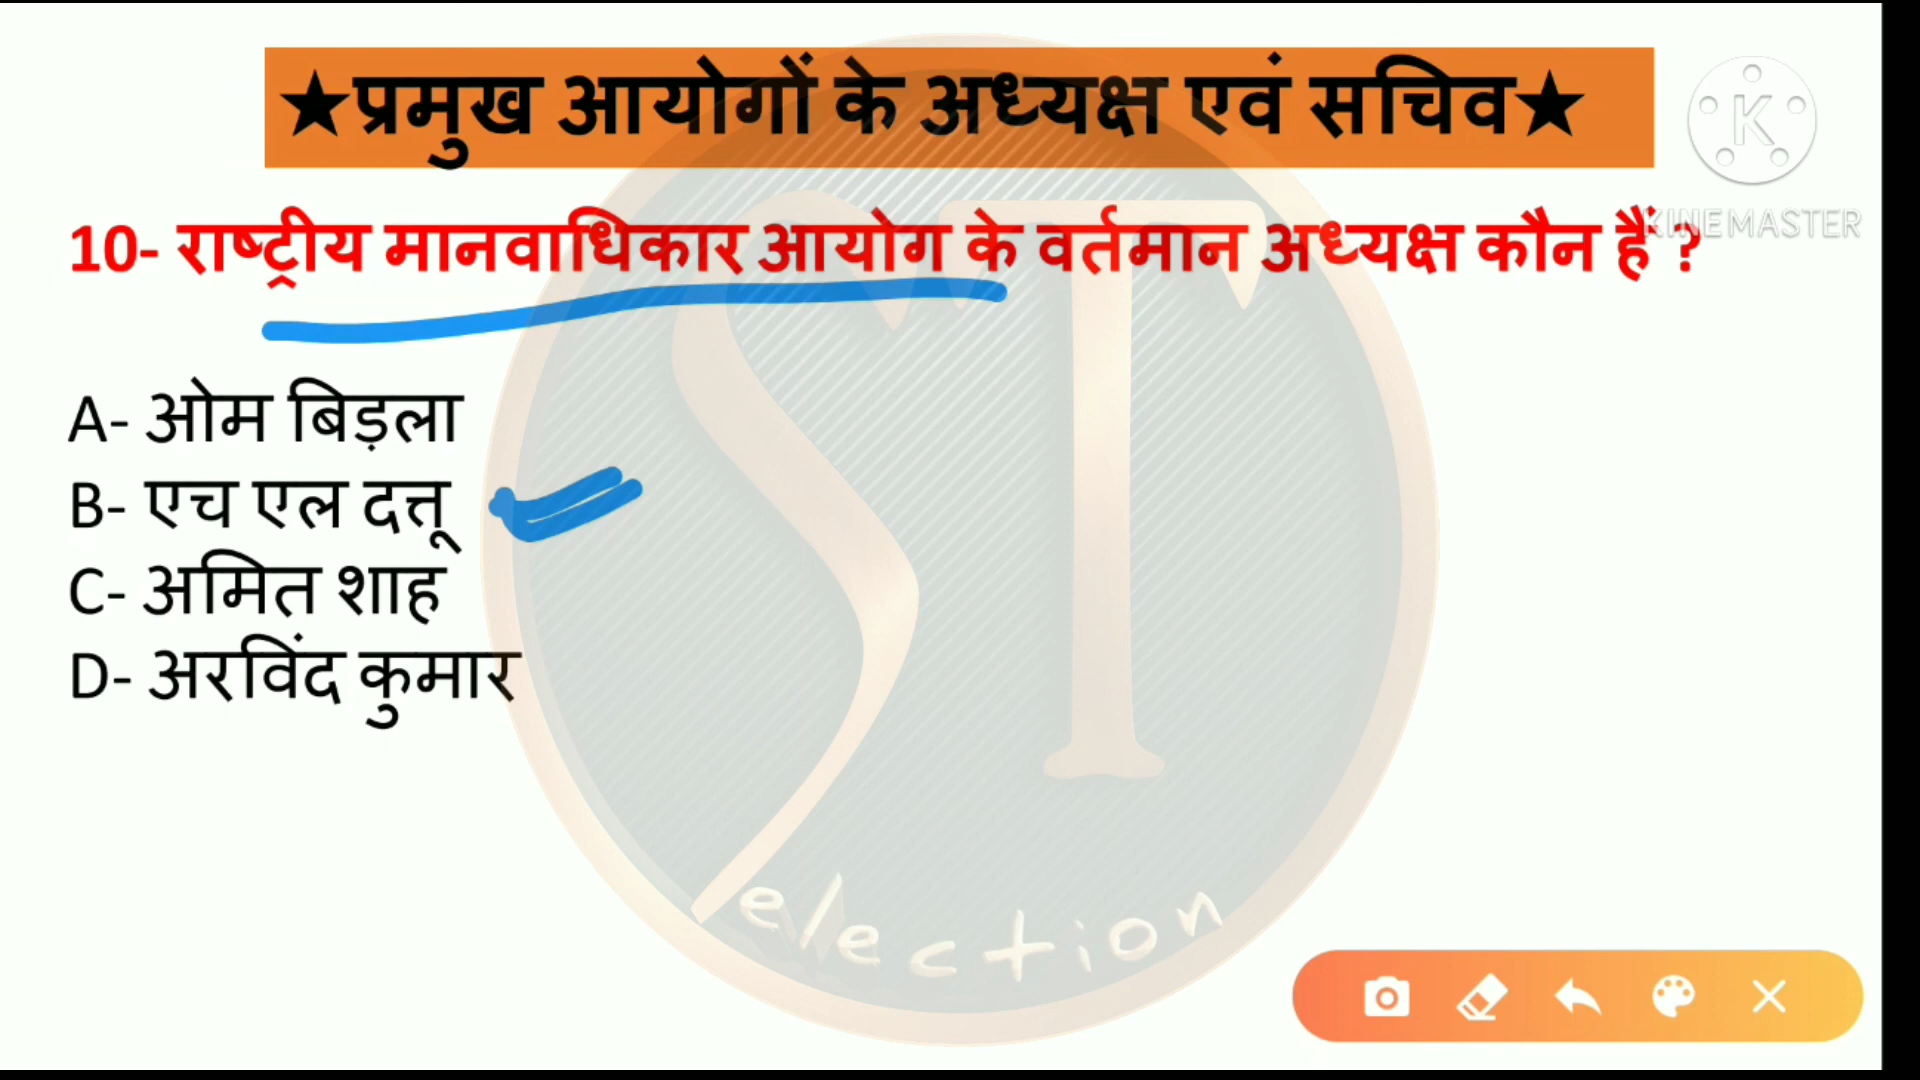 ★प्रमुख आयोगों के अध्यक्ष एवं सचिव★
KINEMASTER
10- राष्ट्रीय मानवाधिकार आयोग के वर्तमान अध्यक्ष कौन हैं ?
A- ओम बिड़ला
B- एच एल दत्तू
C- अमित शाह
D- अरविंद कुमार
ST
election